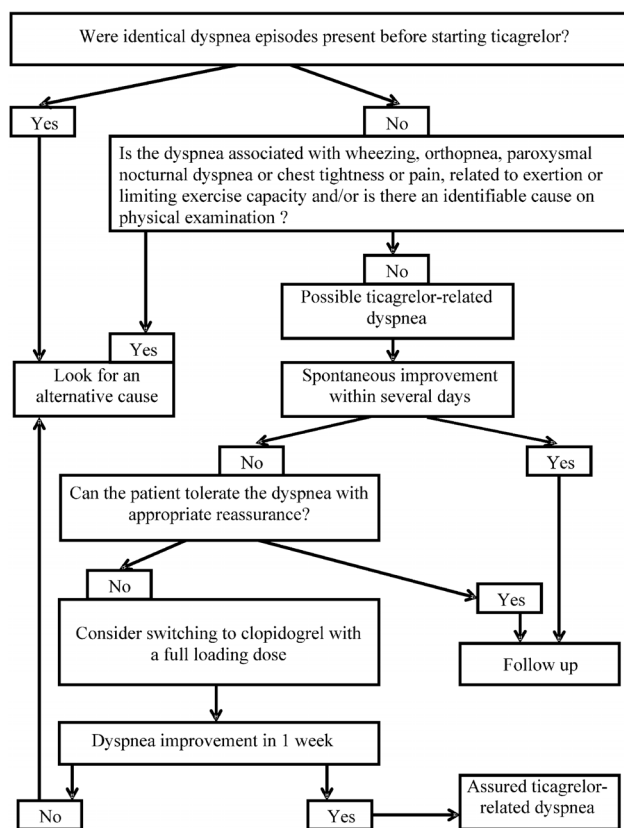 Were identical dyspnea episodes present before starting ticagrelor?
Yes
No
Is the dyspnea associated with wheezing, orthopnea, paroxysmal
nocturnal dyspnea or chest tightness or pain, related to exertion or
limiting exercise capacity and/or is there an identifiable cause on
physical examination ?
No
Possible ticagrelor-related
dyspnea
Yes
Look for an
alternative cause
Spontaneous improvement
within several days
No
Yes
Can the patient tolerate the dyspnea with
appropriate reassurance?
No
Yes
Consider switching to clopidogrel with
a full loading dose
Follow up
Dyspnea improvement in 1 week
No
Yes
Assured ticagrelor-
related dyspnea